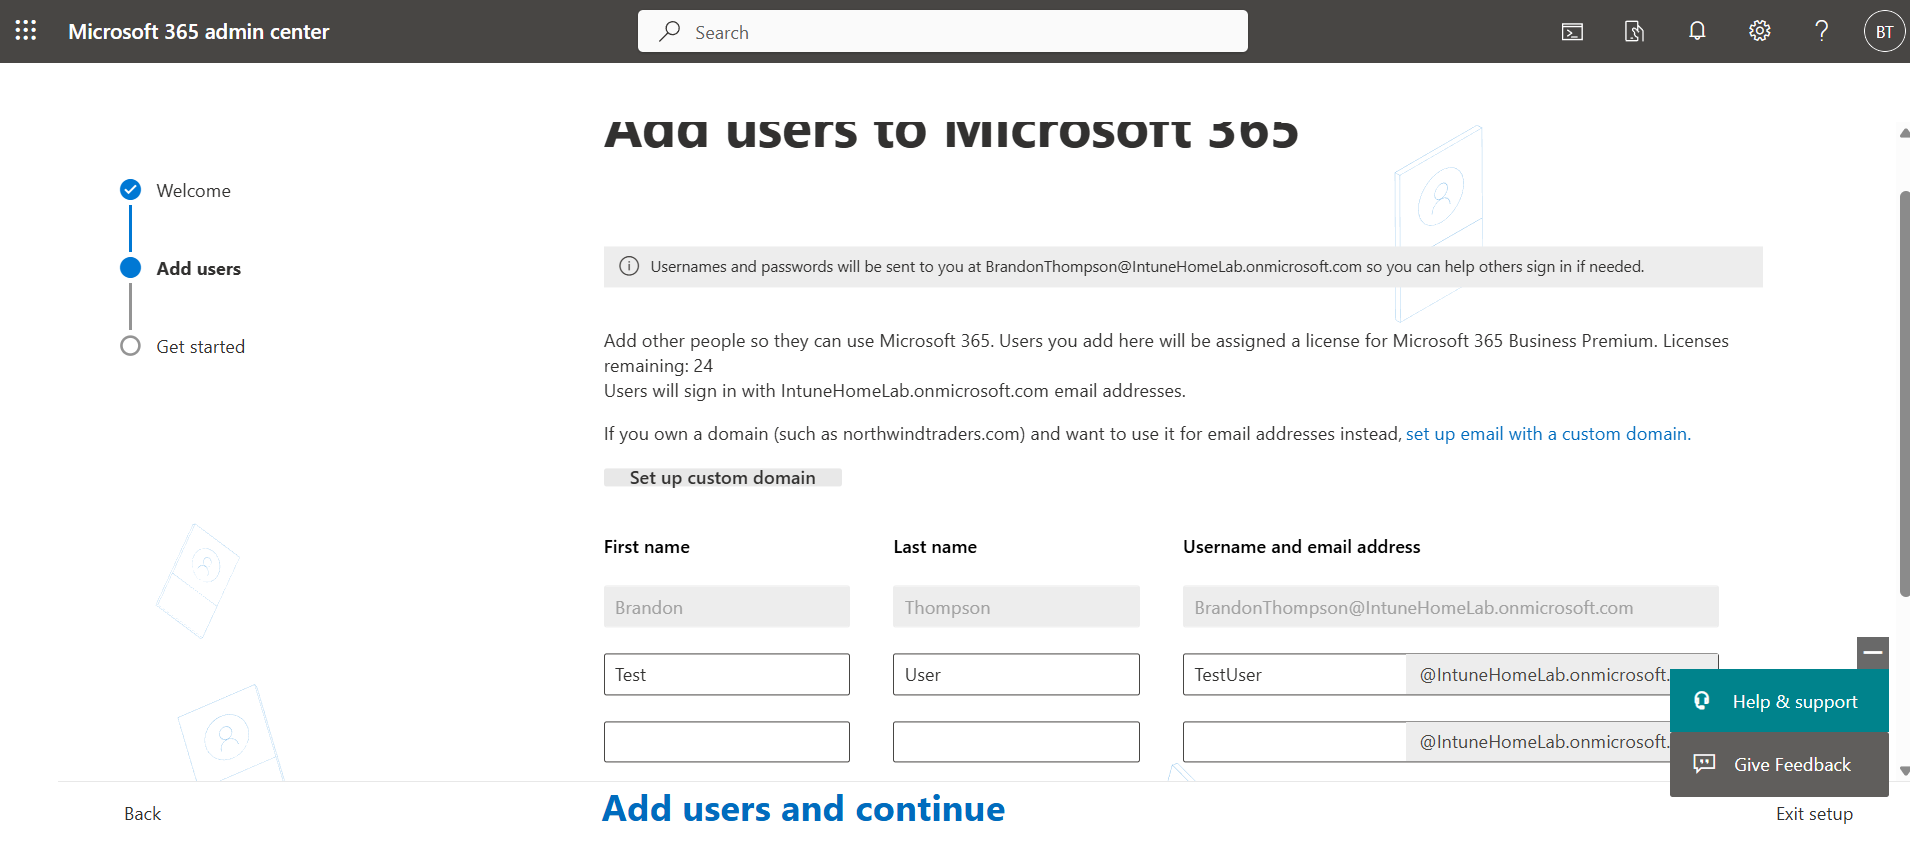 Microsoft 365 admin center
Search
BT
Add users to Microsoft 365
Welcome
Add users
Get started
Usernames and passwords will be sent to you at BrandonThompson@IntuneHomeLab.onmicrosoft.com so you can help others sign in if needed.
Add other people so they can use Microsoft 365. Users you add here will be assigned a license for Microsoft 365 Business Premium. Licenses
remaining: 24
Users will sign in with IntuneHomeLab.onmicrosoft.com email addresses.
If you own a domain (such as northwindtraders.com) and want to use it for email addresses instead, set up email with a custom domain.
Set up custom domain
First name Last name Username and email address
Brandon Thompson BrandonThompson@IntuneHomeLab.onmicrosoft.com
Test User TestUser @IntuneHomeLab.onmicrosoft.
@IntuneHomeLab.onmicrosoft.
Help & support
Give Feedback
Back
Add users and continue
Exit setup